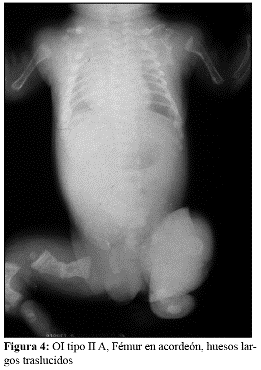 Figura 4: OI tipo II A, Fémur en acordeón, huesos lar-
gos traslucidos